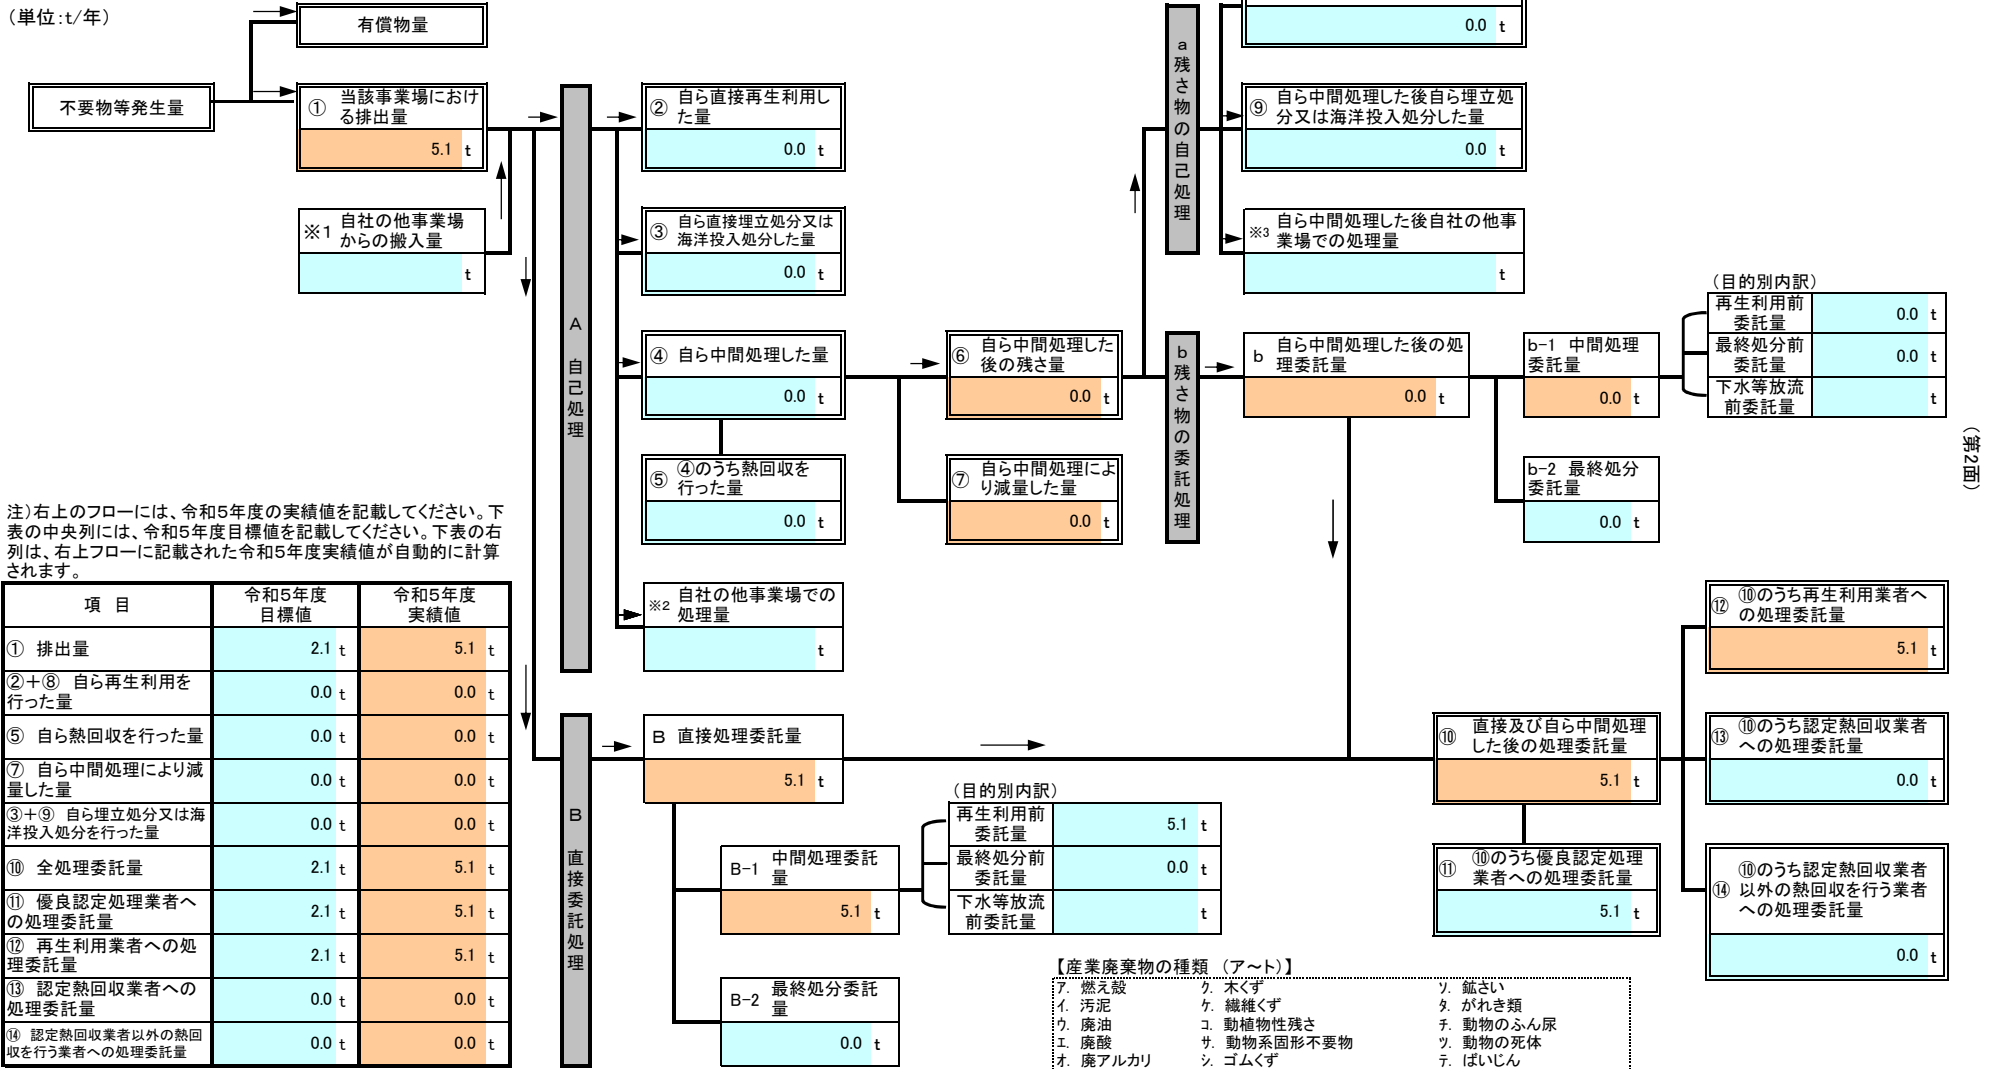 （単位：t/年）
有償物量
不要物等発生量
① 当該事業場におけ
る排出量
5.1 t
※1 自社の他事業場
からの搬入量
t
A 自己処理
② 自ら直接再生利用し
た量
0.0 t
③ 自ら直接埋立処分又は
海洋投入処分した量
0.0 t
④ 自ら中間処理した量
0.0 t
⑤ ④のうち熱回収を
行った量
0.0 t
※2 自社の他事業場での
処理量
t
⑥ 自ら中間処理した
後の残さ量
0.0 t
⑦ 自ら中間処理によ
り減量した量
0.0 t
a 残さ物の自己処理
0.0 t
⑨ 自ら中間処理した後自ら埋立処
分又は海洋投入処分した量
0.0 t
※3 自ら中間処理した後自社の他事
業場での処理量
t
b 残さ物の委託処理
b 自ら中間処理した後の処
理委託量
0.0 t
b-1 中間処理
委託量
0.0 t
b-2 最終処分
委託量
0.0 t
（目的別内訳）
再生利用前
委託量
0.0 t
最終処分前
委託量
0.0 t
下水等放流
前委託量
t
（第2面）
注）右上のフローには、令和5年度の実績値を記載してください。下
表の中央列には、令和5年度目標値を記載してください。下表の右
列は、右上フローに記載された令和5年度実績値が自動的に計算
されます。
項 目 令和5年度 令和5年度
目標値 実績値
① 排出量 2.1 t 5.1 t
②＋⑧ 自ら再生利用を
行った量 0.0 t 0.0 t
⑤ 自ら熱回収を行った量 0.0 t 0.0 t
⑦ 自ら中間処理により減
量した量 0.0 t 0.0 t
③＋⑨ 自ら埋立処分又は海
洋投入処分を行った量 0.0 t 0.0 t
⑩ 全処理委託量 2.1 t 5.1 t
⑪ 優良認定処理業者へ
の処理委託量 2.1 t 5.1 t
⑫ 再生利用業者への処
理委託量 2.1 t 5.1 t
⑬ 認定熱回収業者への
処理委託量 0.0 t 0.0 t
⑭ 認定熱回収業者以外の熱回
収を行う業者への処理委託量 0.0 t 0.0 t
B 直接委託処理
B 直接処理委託量
5.1 t
B-1 中間処理委託
量
5.1 t
B-2 最終処分委託
量
0.0 t
（目的別内訳）
再生利用前
委託量
5.1 t
最終処分前
委託量
0.0 t
下水等放流
前委託量
t
⑩ 直接及び自ら中間処理
した後の処理委託量
5.1 t
⑪ ⑩のうち優良認定処理
業者への処理委託量
5.1 t
⑫ ⑩のうち再生利用業者へ
の処理委託量
5.1 t
⑬ ⑩のうち認定熱回収業者
への処理委託量
0.0 t
⑭ ⑩のうち認定熱回収業者
以外の熱回収を行う業者
への処理委託量
0.0 t
【産業廃棄物の種類 （ア～ト）】
ア. 燃え殻 ク. 木くず ソ. 鉱さい
イ. 汚泥 ケ. 繊維くず タ. がれき類
ウ. 廃油 コ. 動植物性残さ チ. 動物のふん尿
エ. 廃酸 サ. 動物系固形不要物 ツ. 動物の死体
オ. 廃アルカリ シ. ゴムくず テ. ばいじん